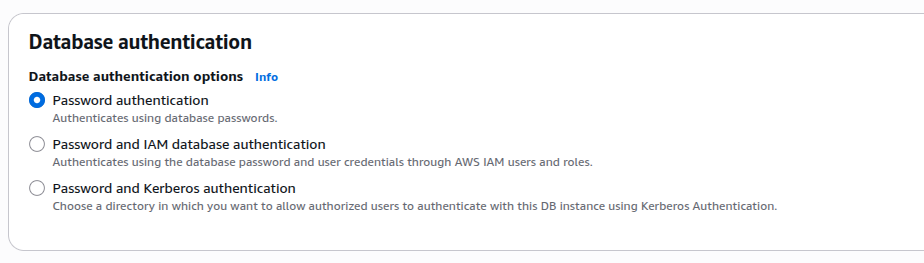 Database authentication
Database authentication options Info
Password authentication
Authenticates using database passwords.
Password and IAM database authentication
Authenticates using the database password and user credentials through AWS IAM users and roles.
Password and Kerberos authentication
Choose a directory in which you want to allow authorized users to authenticate with this DB instance using Kerberos Authentication.